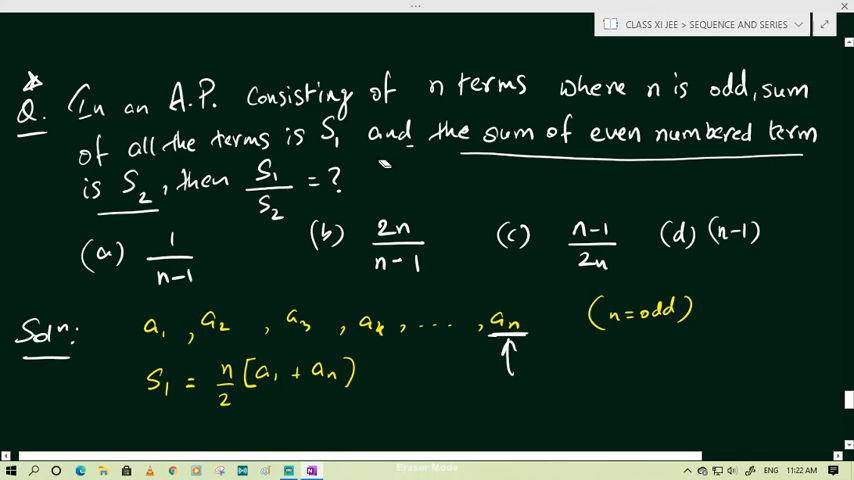 CLASS XI JEE > SEQUENCE AND SERIES
Q. In an A.P. consisting of n terms where n is odd, sum
of all the terms is S₁ and the sum of even numbered term
is S₂, then S₁/S₂ = ?
(a) 1/(n-1) (b) 2n/(n-1) (c) (n-1)/2n (d) (n-1)
Solⁿ: a₁, a₂, a₃, a₄, ...., aₙ (n=odd)
S₁ = n/2 [a₁ + aₙ]
Eraser Mode
ENG 11:22 AM